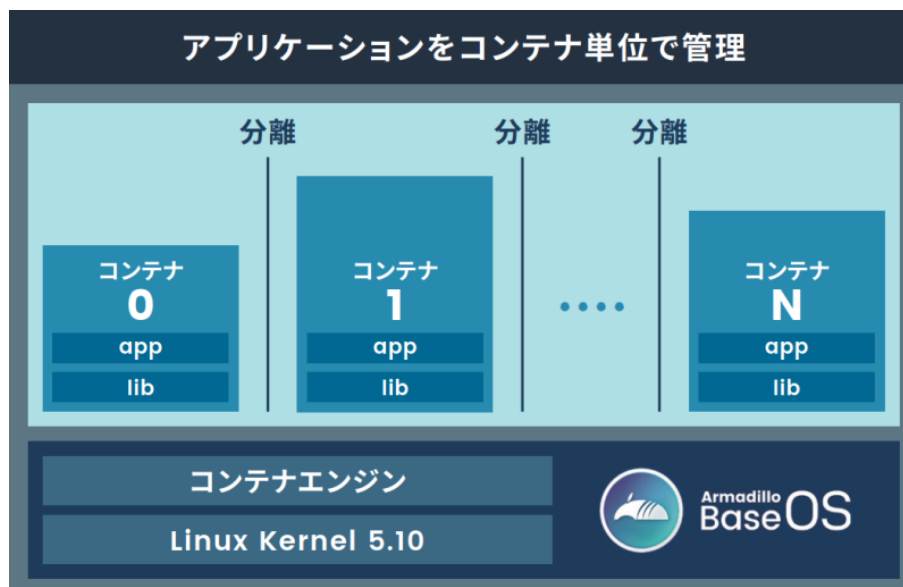 アプリケーションをコンテナ単位で管理
分離
分離
分離
コンテナ
0
app
lib
コンテナ
1
app
lib
コンテナ
N
app
lib
コンテナエンジン
Linux Kernel 5.10
Armadillo
Base OS